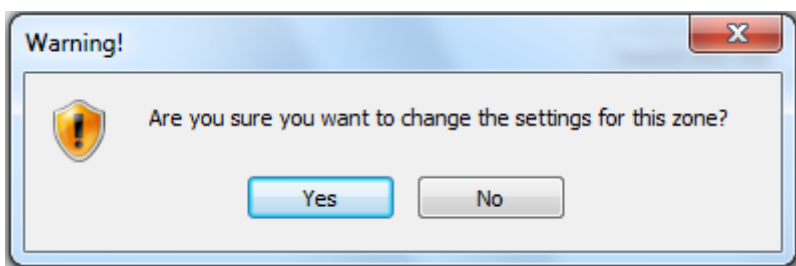 Warning!
Are you sure you want to change the settings for this zone?
Yes No